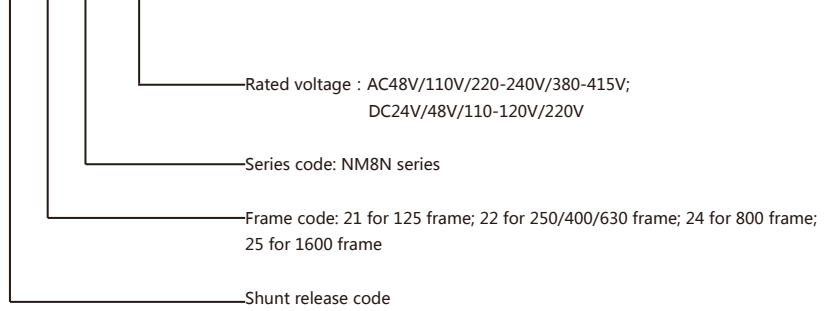 Rated voltage：AC48V/110V/220-240V/380-415V;
DC24V/48V/110-120V/220V
Series code: NM8N series
Frame code: 21 for 125 frame; 22 for 250/400/630 frame; 24 for 800 frame;
25 for 1600 frame
Shunt release code